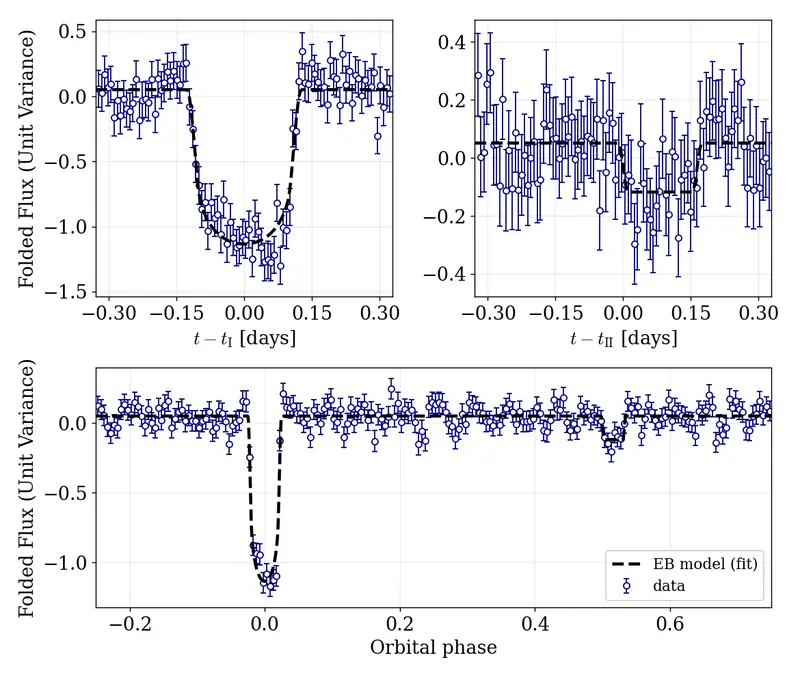 Folded Flux (Unit Variance)
0.5
0.0
−0.5
−1.0
−1.5
−0.30 −0.15 0.00 0.15 0.30
t − tI [days]
0.4
0.2
0.0
−0.2
−0.4
−0.30 −0.15 0.00 0.15 0.30
t − tII [days]
Folded Flux (Unit Variance)
0.0
−0.5
−1.0
EB model (fit)
data
−0.2 0.0 0.2 0.4 0.6
Orbital phase